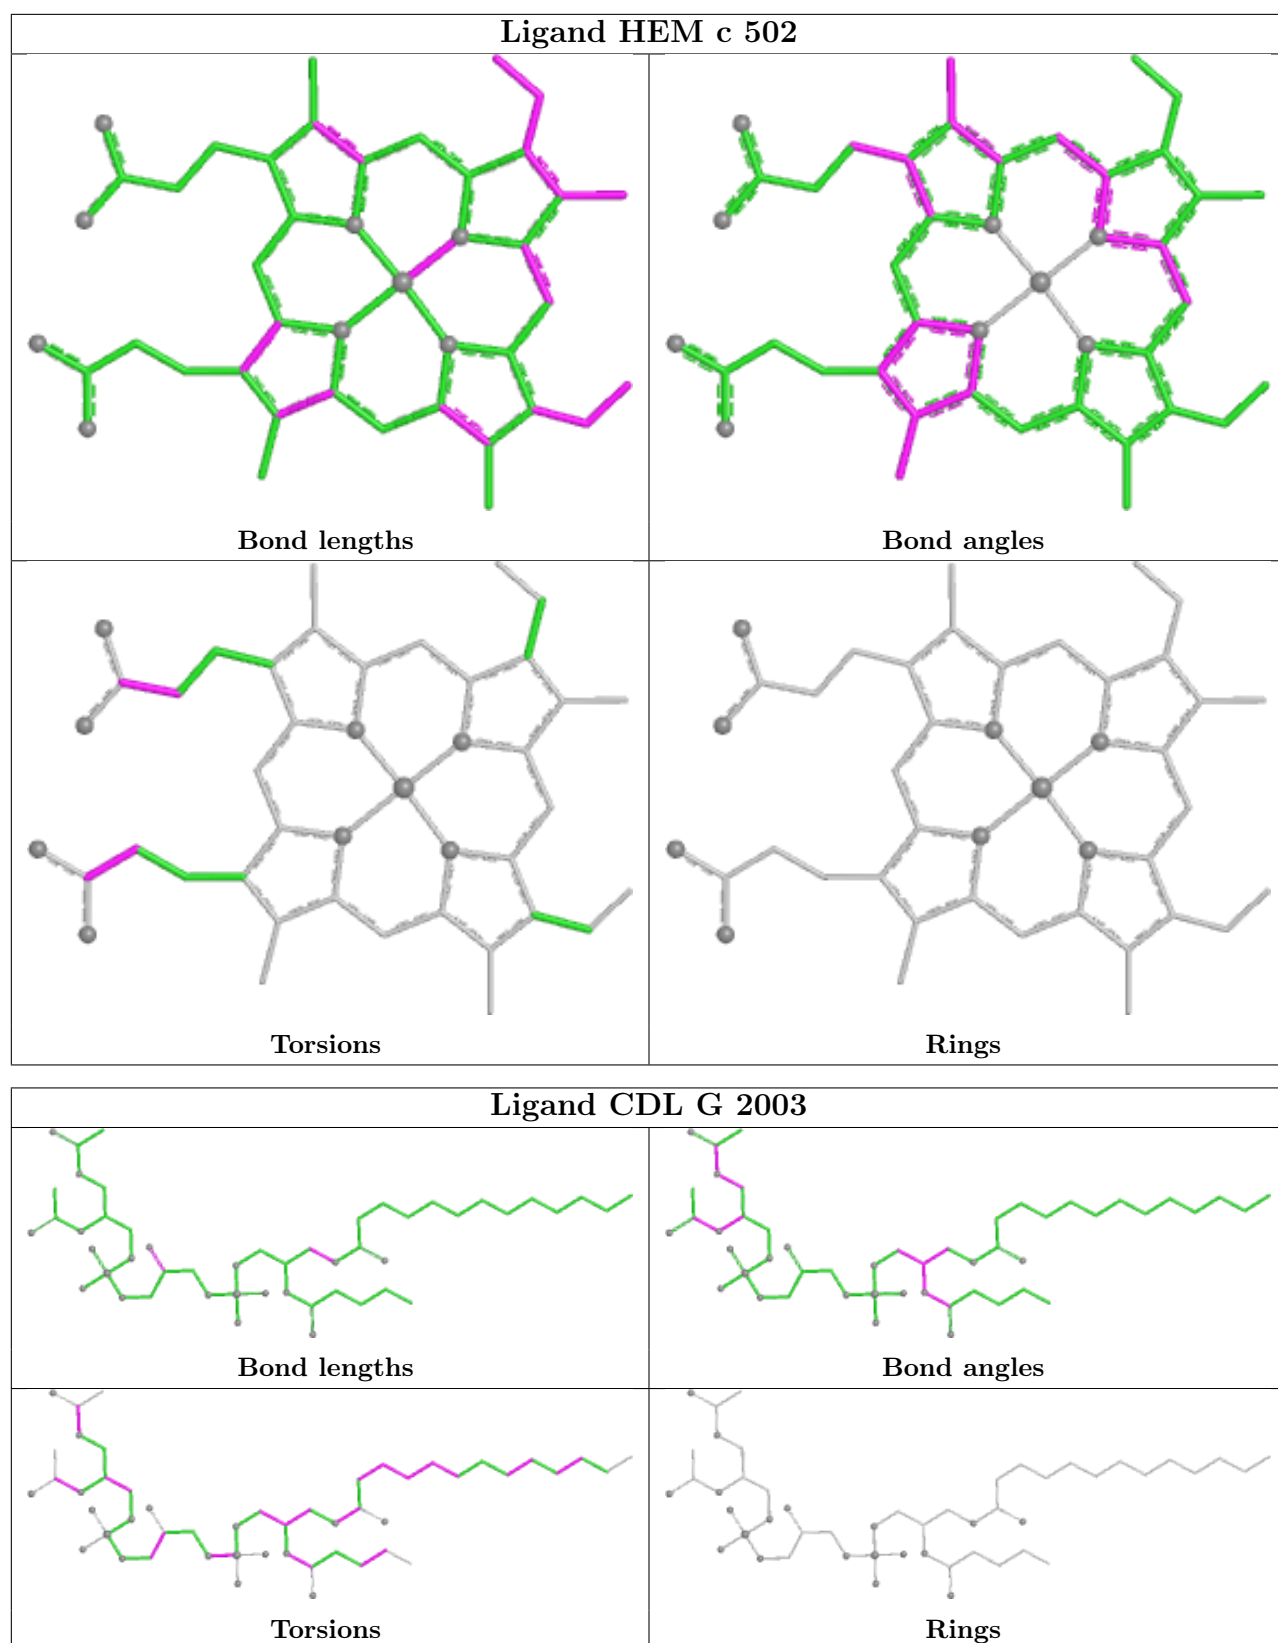 Ligand HEM c 502
Bond lengths
Bond angles
Torsions
Rings
Ligand CDL G 2003
Bond lengths
Bond angles
Torsions
Rings